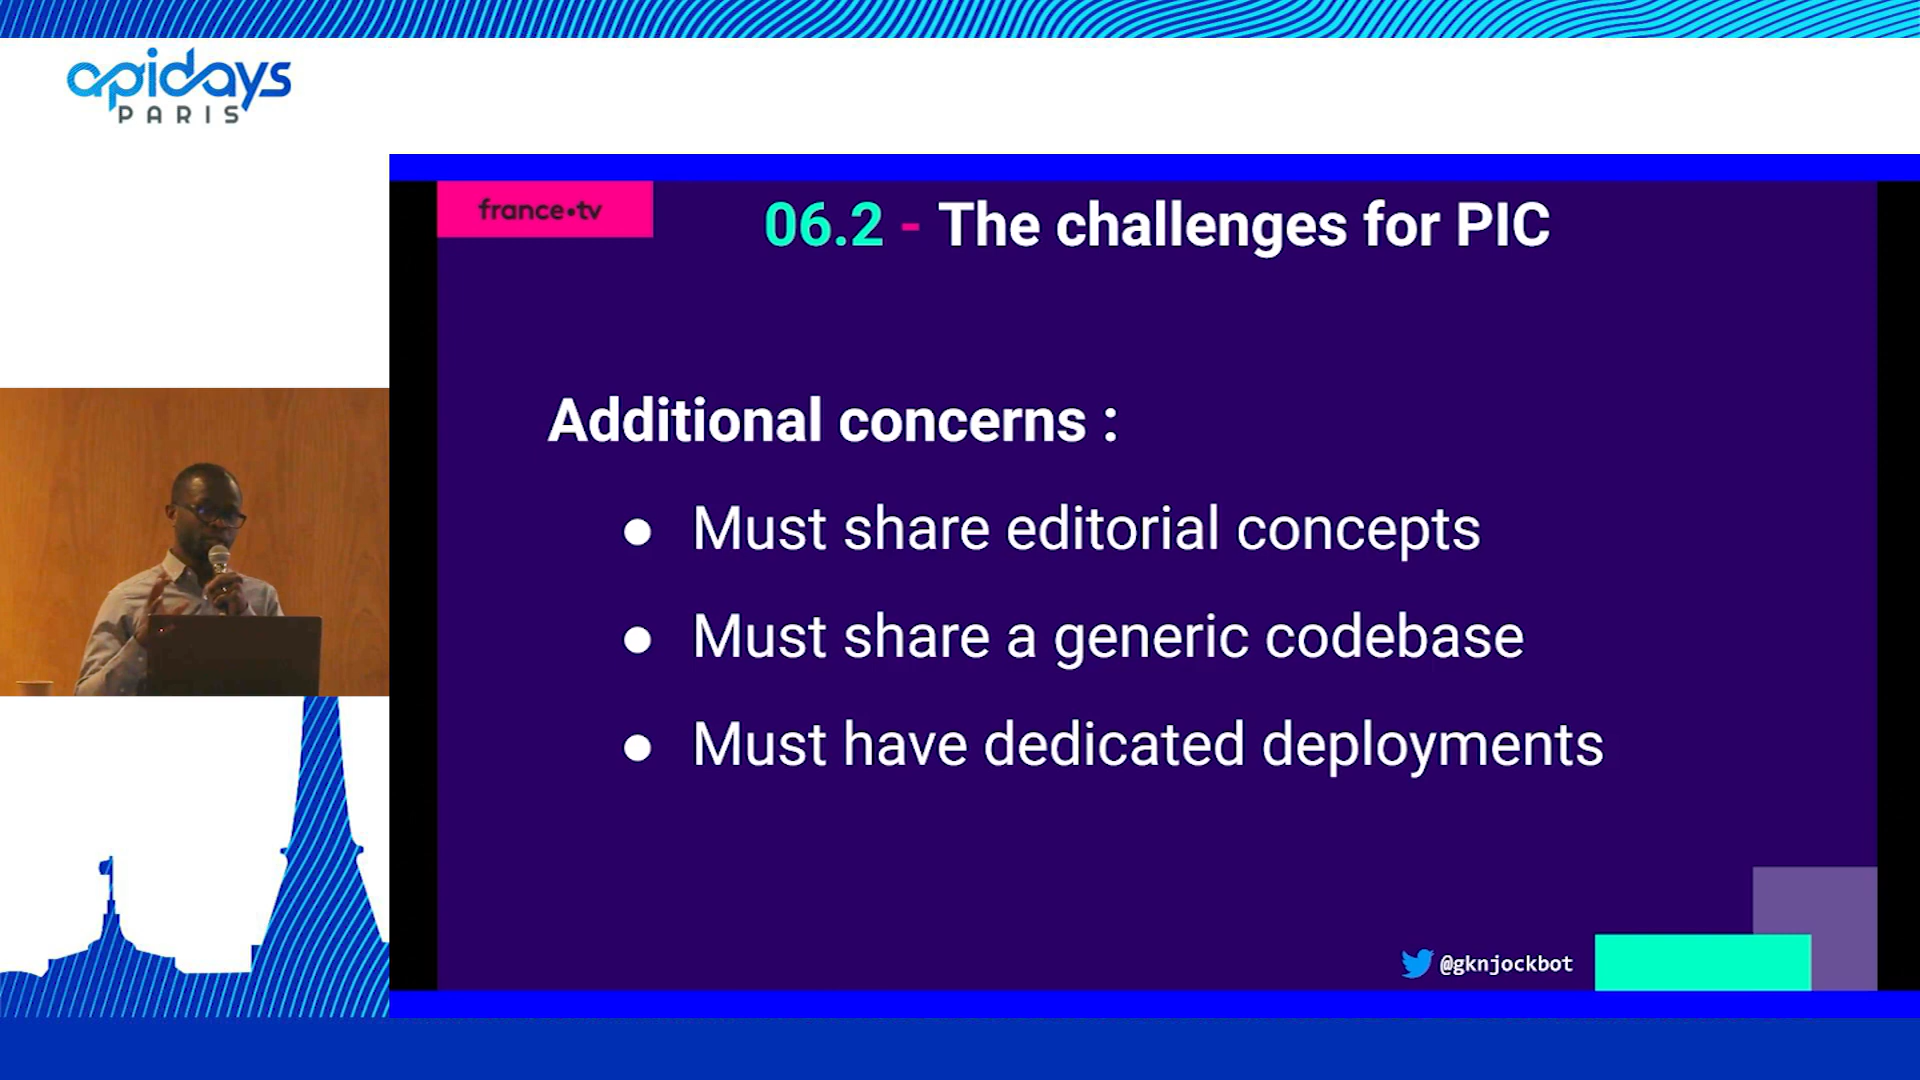 apidays
PARIS
france•tv
06.2 - The challenges for PIC
Additional concerns :
● Must share editorial concepts
● Must share a generic codebase
● Must have dedicated deployments
@gknjockbot